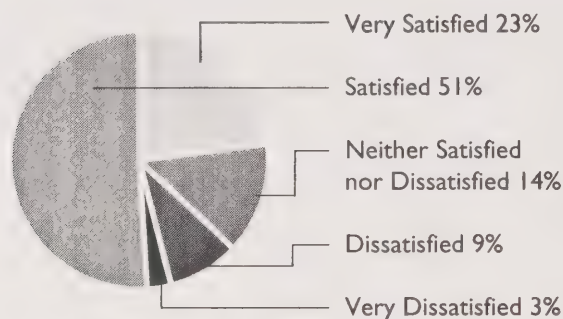 Very Satisfied 23%
Satisfied 51%
Neither Satisfied
nor Dissatisfied 14%
Dissatisfied 9%
Very Dissatisfied 3%